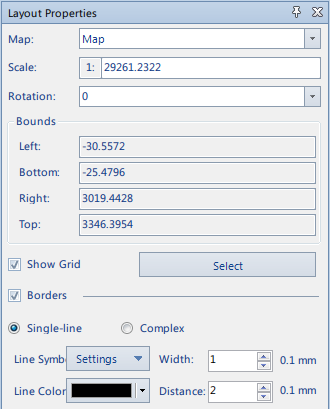 Layout Properties
Map: Map
Scale: 1: 29261.2322
Rotation: 0
Bounds
Left: -30.5572
Bottom: -25.4796
Right: 3019.4428
Top: 3346.3954
Show Grid Select
Borders
Single-line Complex
Line Symb Settings Width: 1 0.1 mm
Line Color Distance: 2 0.1 mm